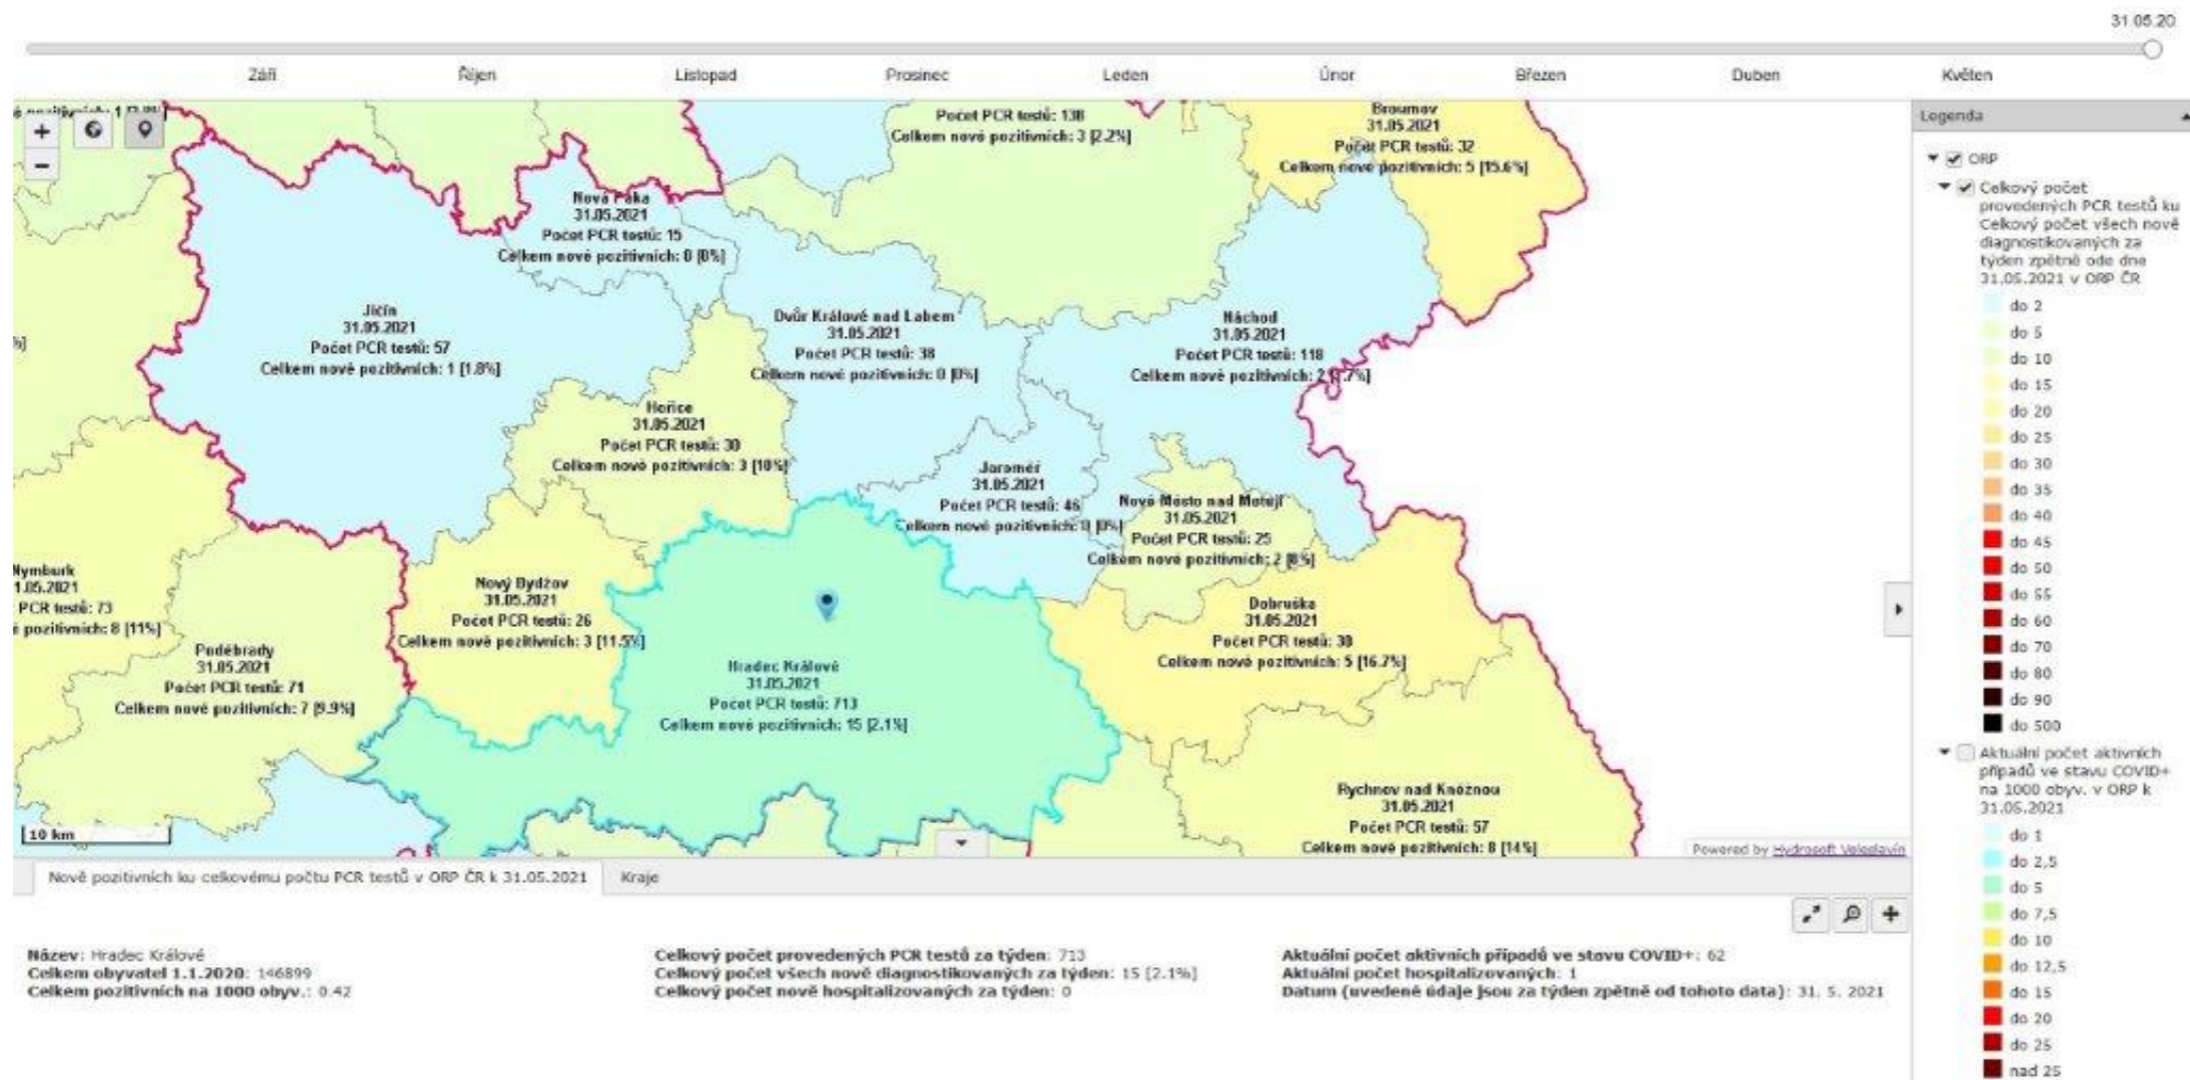 31.05.20
Září Říjen Listopad Prosinec Leden Únor Březen Duben Květen
Počet PCR testů: 138
Celkem nově pozitivních: 3 [2.2%]
Broumov
31.05.2021
Počet PCR testů: 32
Celkem nově pozitivních: 5 [15.6%]
Nová Paka
31.05.2021
Počet PCR testů: 15
Celkem nově pozitivních: 0 [0%]
Jičín
31.05.2021
Počet PCR testů: 57
Celkem nově pozitivních: 1 [1.8%]
Dvůr Králové nad Labem
31.05.2021
Počet PCR testů: 38
Celkem nově pozitivních: 0 [0%]
Náchod
31.05.2021
Počet PCR testů: 118
Celkem nově pozitivních: 2
Hořice
31.05.2021
Počet PCR testů: 30
Celkem nově pozitivních: 3 [10%]
Jaroměř
31.05.2021
Počet PCR testů: 46
Celkem nově pozitivních: 0 [0%]
Nové Město nad Metují
31.05.2021
Počet PCR testů: 25
Celkem nově pozitivních: 2 [8%]
Nymburk
1.05.2021
PCR testů: 73
pozitivních: 8 [11%]
Nový Bydžov
31.05.2021
Počet PCR testů: 26
Celkem nově pozitivních: 3 [11.5%]
Dobruška
31.05.2021
Počet PCR testů: 30
Celkem nově pozitivních: 5 [16.7%]
Poděbrady
31.05.2021
Počet PCR testů: 71
Celkem nově pozitivních: 7 [9.9%]
Hradec Králové
31.05.2021
Počet PCR testů: 713
Celkem nově pozitivních: 15 [2.1%]
Rychnov nad Kněžnou
31.05.2021
Počet PCR testů: 57
Celkem nově pozitivních: 8 [14%]
10 km
Powered by Hydrosoft Veleslavín
Legenda
ORP
Celkový počet
provedených PCR testů ku
Celkový počet všech nově
diagnostikovaných za
týden zpětně ode dne
31.05.2021 v ORP ČR
do 2
do 5
do 10
do 15
do 20
do 25
do 30
do 35
do 40
do 45
do 50
do 55
do 60
do 70
do 80
do 90
do 500
Aktuální počet aktivních
případů ve stavu COVID+
na 1000 obyv. v ORP k
31.05.2021
do 1
do 2,5
do 5
do 7,5
do 10
do 12,5
do 15
do 20
do 25
nad 25
Nově pozitivních ku celkovému počtu PCR testů v ORP ČR k 31.05.2021 Kraje
Název: Hradec Králové
Celkem obyvatel 1.1.2020: 146899
Celkem pozitivních na 1000 obyv.: 0.42
Celkový počet provedených PCR testů za týden: 713
Celkový počet všech nově diagnostikovaných za týden: 15 [2.1%]
Celkový počet nově hospitalizovaných za týden: 0
Aktuální počet aktivních případů ve stavu COVID+: 62
Aktuální počet hospitalizovaných: 1
Datum (uvedené údaje jsou za týden zpětně od tohoto data): 31. 5. 2021